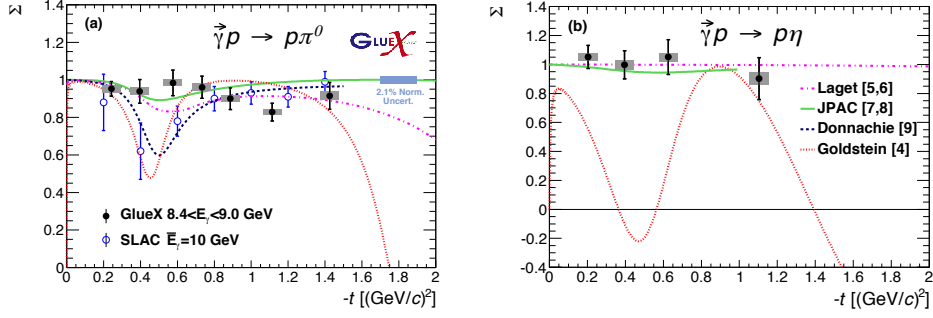 Σ
1.4
1.2
1
0.8
0.6
0.4
0.2
0
(a)
γ⃗p → pπ⁰
GLUEX
2.1% Norm.
Uncert.
GlueX 8.4<Eᵧ<9.0 GeV
SLAC E̅ᵧ=10 GeV
0 0.2 0.4 0.6 0.8 1 1.2 1.4 1.6 1.8 2
-t [(GeV/c)²]
Σ
1.4
1.2
1
0.8
0.6
0.4
0.2
0
-0.2
-0.4
(b)
γ⃗p → pη
Laget [5,6]
JPAC [7,8]
Donnachie [9]
Goldstein [4]
0 0.2 0.4 0.6 0.8 1 1.2 1.4 1.6 1.8 2
-t [(GeV/c)²]